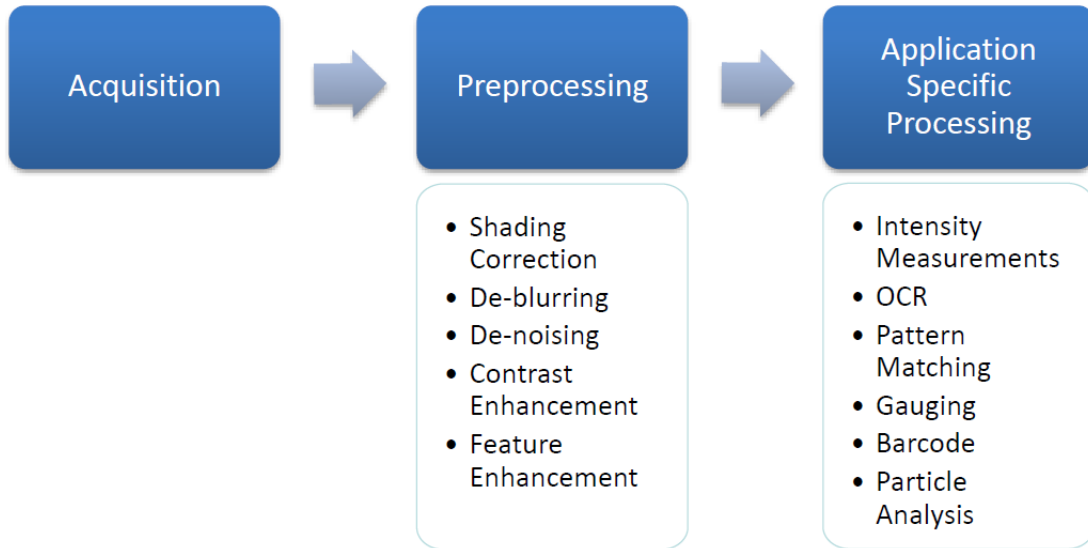 Acquisition
Preprocessing
Application
Specific
Processing
• Shading
Correction
• De-blurring
• De-noising
• Contrast
Enhancement
• Feature
Enhancement
• Intensity
Measurements
• OCR
• Pattern
Matching
• Gauging
• Barcode
• Particle
Analysis